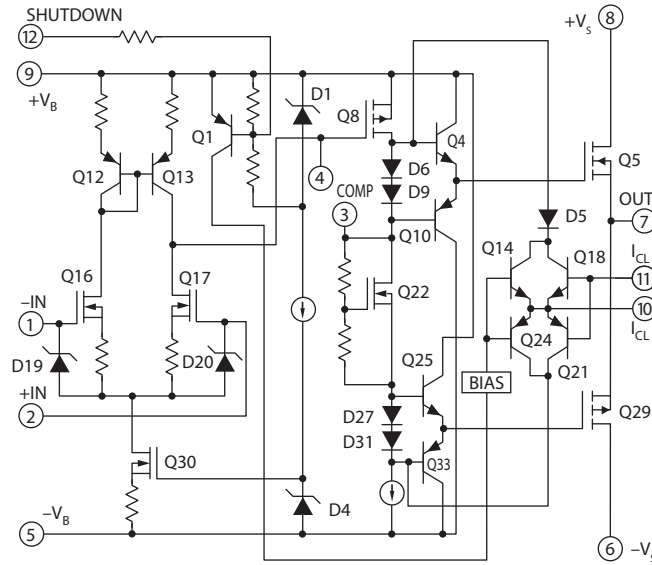 SHUTDOWN
12
8
+Vs
9
+VB
D1
Q8
Q4
Q1
Q12
Q13
4
D6
D9
Q5
COMP
3
Q10
OUT
7
D5
Q14
Q18
ICL
11
Q16
Q17
Q22
–IN
1
10
ICL
Q24
D19
D20
Q25
Q21
BIAS
+IN
2
D27
D31
Q29
Q30
Q33
–VB
5
D4
6
–Vs